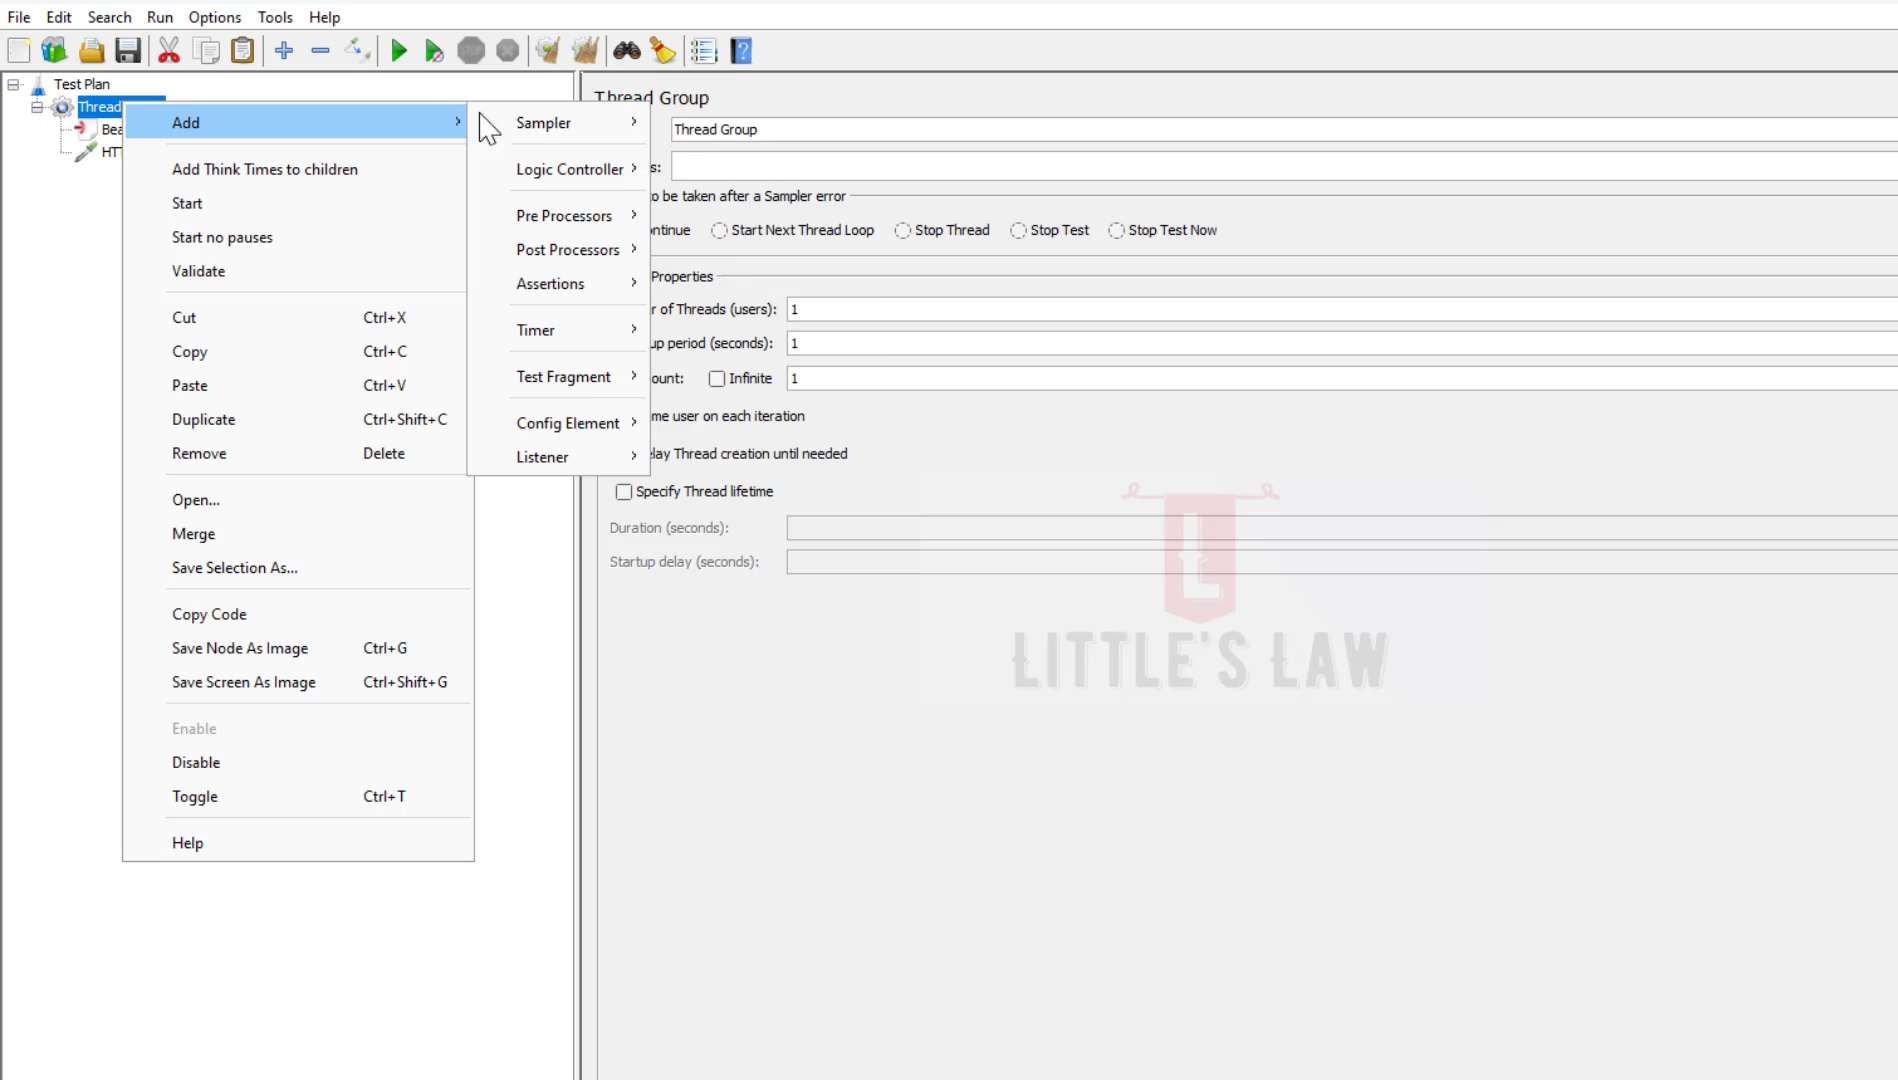 File Edit Search Run Options Tools Help
Test Plan
Thread
Bea
HTT
Add
Add Think Times to children
Start
Start no pauses
Validate
Cut Ctrl+X
Copy Ctrl+C
Paste Ctrl+V
Duplicate Ctrl+Shift+C
Remove Delete
Open...
Merge
Save Selection As...
Copy Code
Save Node As Image Ctrl+G
Save Screen As Image Ctrl+Shift+G
Enable
Disable
Toggle Ctrl+T
Help
Sampler
Logic Controller
Pre Processors
Post Processors
Assertions
Timer
Test Fragment
Config Element
Listener
Thread Group
Thread Group
s:
o be taken after a Sampler error
ntinue Start Next Thread Loop Stop Thread Stop Test Stop Test Now
Properties
r of Threads (users): 1
up period (seconds): 1
ount: Infinite 1
me user on each iteration
lay Thread creation until needed
Specify Thread lifetime
Duration (seconds):
Startup delay (seconds):
L
LITTLE'S LAW